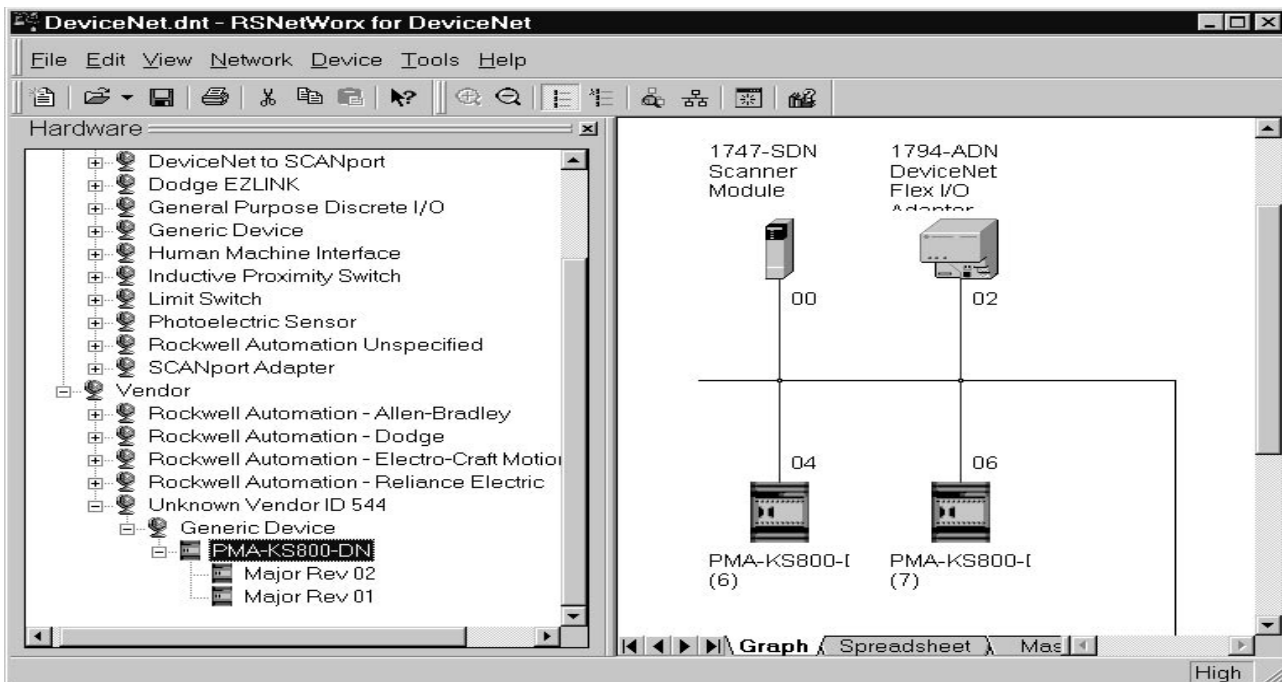 DeviceNet.dnt - RSNetWorx for DeviceNet
File Edit View Network Device Tools Help
Hardware
DeviceNet to SCANport
Dodge EZLINK
General Purpose Discrete I/O
Generic Device
Human Machine Interface
Inductive Proximity Switch
Limit Switch
Photoelectric Sensor
Rockwell Automation Unspecified
SCANport Adapter
Vendor
Rockwell Automation - Allen-Bradley
Rockwell Automation - Dodge
Rockwell Automation - Electro-Craft Motio
Rockwell Automation - Reliance Electric
Unknown Vendor ID 544
Generic Device
PMA-KS800-DN
Major Rev 02
Major Rev 01
1747-SDN
Scanner
Module
1794-ADN
DeviceNet
Flex I/O
Adapter
00
02
04
06
PMA-KS800-D
(6)
PMA-KS800-D
(7)
Graph
Spreadsheet
Mas
High